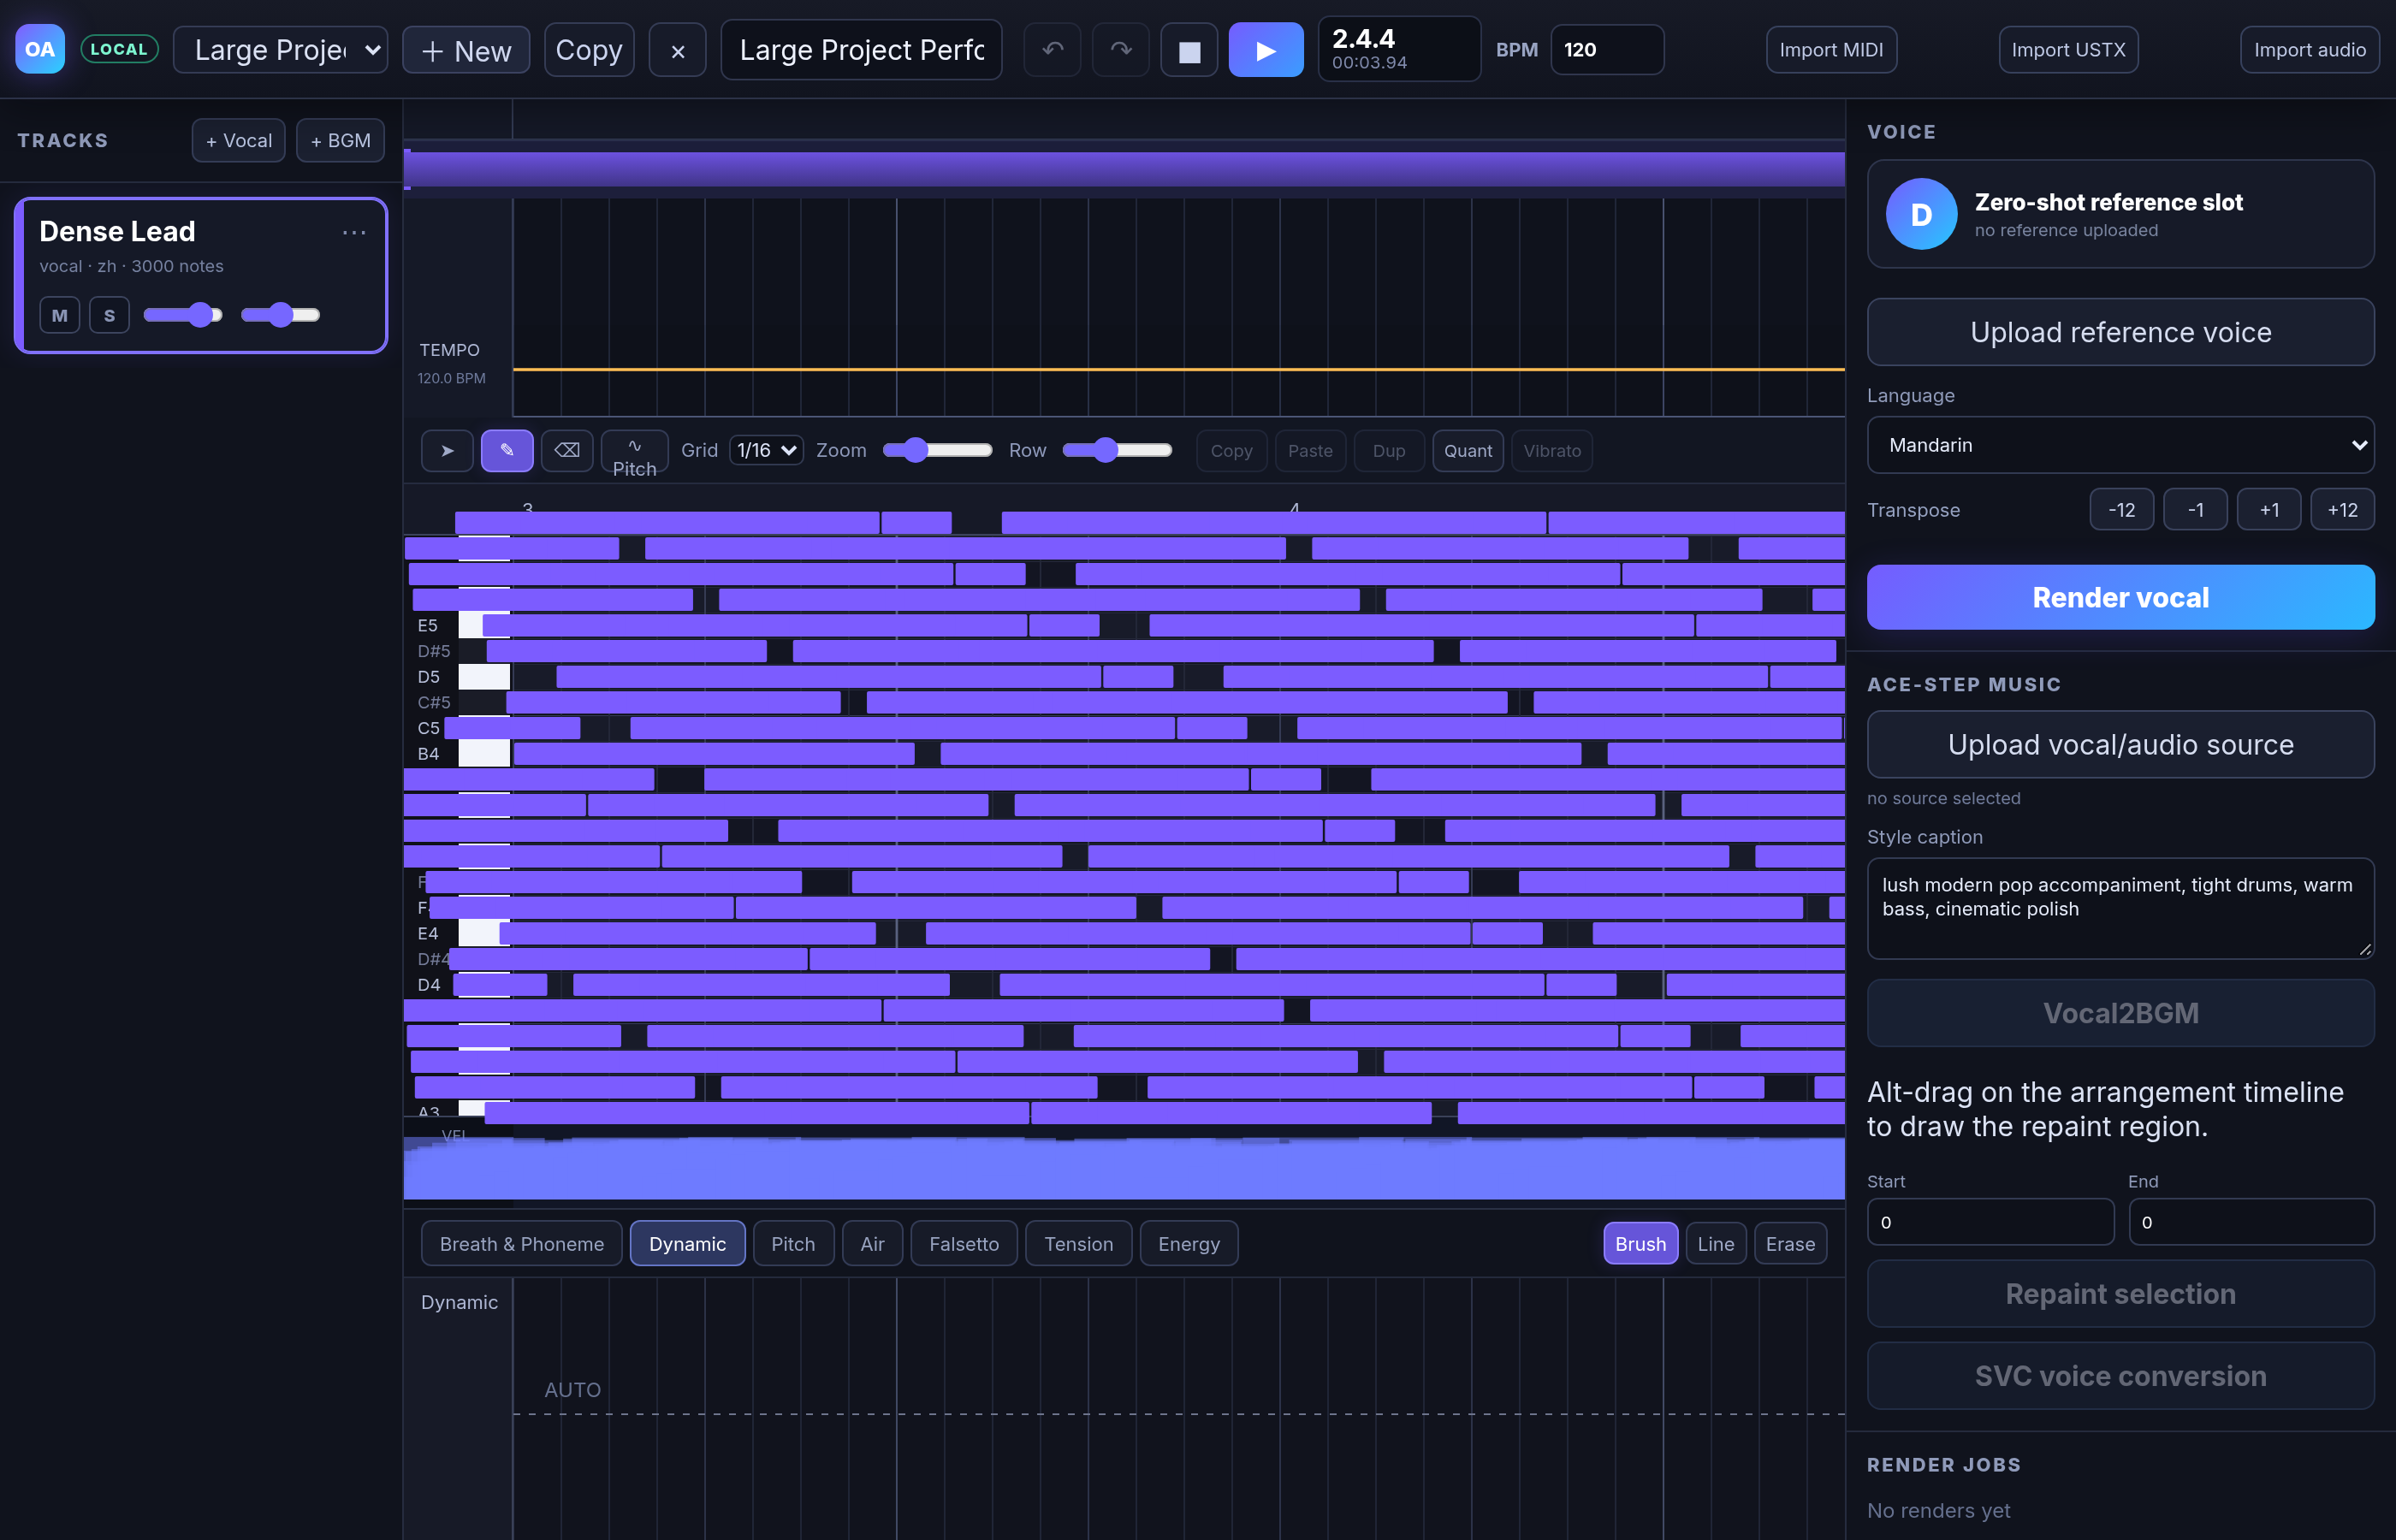 OA LOCAL Large Projec + New Copy × Large Project Perfc 2.4.4 BPM 120 Import MIDI Import USTX Import audio
00:03.94
TRACKS + Vocal + BGM
Dense Lead ...
vocal · zh · 3000 notes
M S
TEMPO
120.0 BPM
Pitch Grid 1/16 Zoom Row Copy Paste Dup Quant Vibrato
3 4
E5
D#5
D5
C#5
C5
B4
F
F
E4
D#4
D4
A3
VEL
Breath & Phoneme Dynamic Pitch Air Falsetto Tension Energy Brush Line Erase
Dynamic
AUTO
VOICE
D Zero-shot reference slot
no reference uploaded
Upload reference voice
Language
Mandarin
Transpose -12 -1 +1 +12
Render vocal
ACE-STEP MUSIC
Upload vocal/audio source
no source selected
Style caption
lush modern pop accompaniment, tight drums, warm
bass, cinematic polish
Vocal2BGM
Alt-drag on the arrangement timeline
to draw the repaint region.
Start End
0 0
Repaint selection
SVC voice conversion
RENDER JOBS
No renders yet